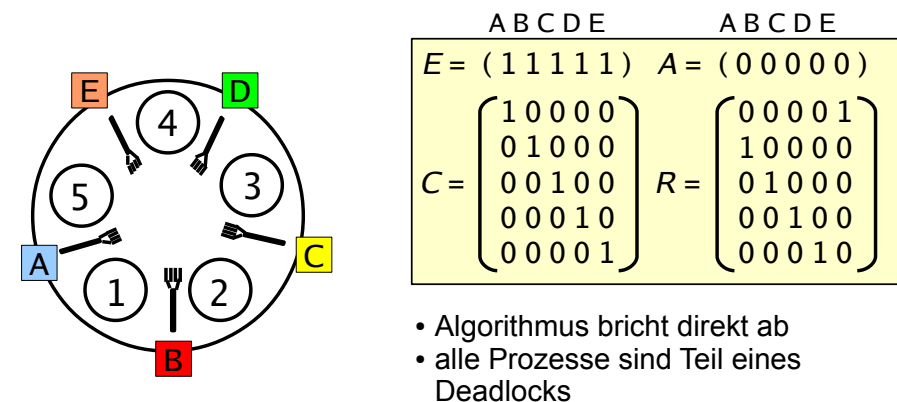 E
D
4
5
3
A
C
1
2
B
A B C D E A B C D E
E = ( 1 1 1 1 1 ) A = ( 0 0 0 0 0 )
1 0 0 0 0 0 0 0 0 1
0 1 0 0 0 1 0 0 0 0
C = 0 0 1 0 0 R = 0 1 0 0 0
0 0 0 1 0 0 0 1 0 0
0 0 0 0 1 0 0 0 1 0
• Algorithmus bricht direkt ab
• alle Prozesse sind Teil eines
Deadlocks